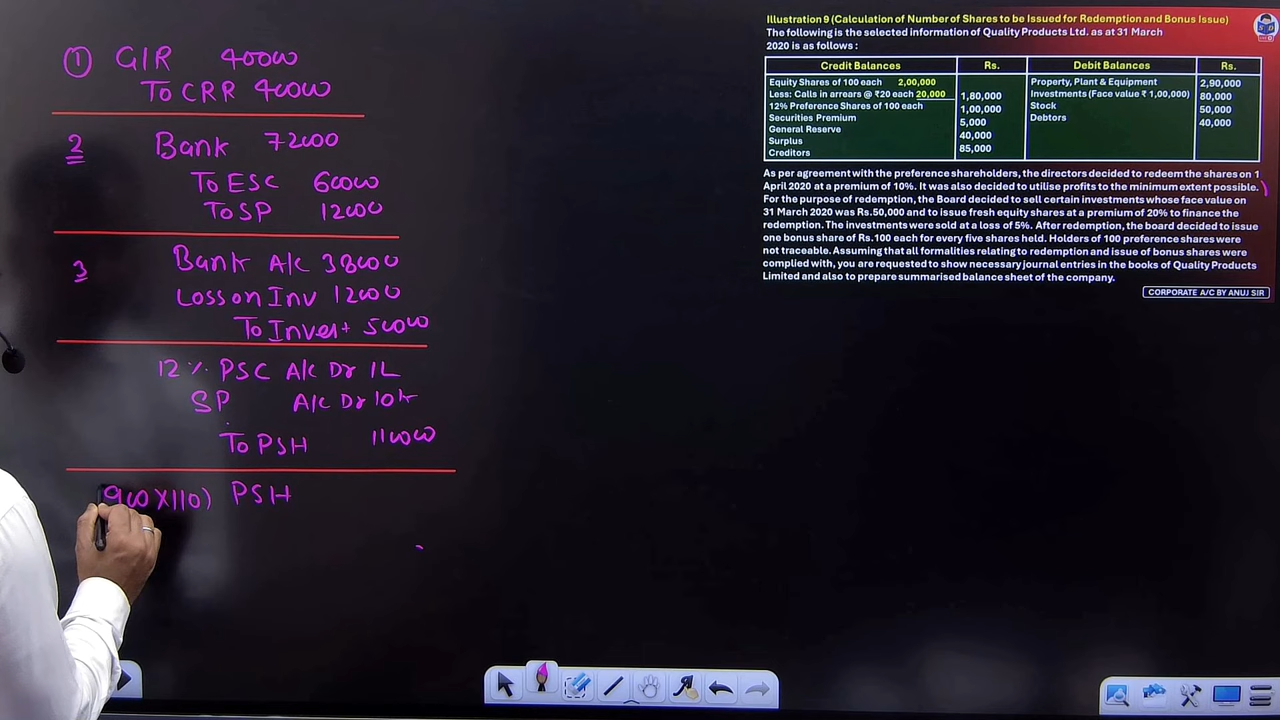 ① GIR 40000
To CRR 40000
2 Bank 72000
To ESC 60000
To SP 12000
3 Bank A/c 38000
Loss on Inv 12000
To Invet 50000
12 % PSC A/c Dr 1L
SP A/c Dr 10k
To PSH 110000
900X110) PSH
Illustration 9 (Calculation of Number of Shares to be Issued for Redemption and Bonus Issue)
The following is the selected information of Quality Products Ltd. as at 31 March
2020 is as follows :
Credit Balances Rs. Debit Balances Rs.
Equity Shares of 100 each 2,00,000 Property, Plant & Equipment 2,90,000
Less: Calls in arrears @ ₹20 each 20,000 1,80,000 Investments (Face value ₹ 1,00,000) 80,000
12% Preference Shares of 100 each 1,00,000 Stock 50,000
Securities Premium 5,000 Debtors 40,000
General Reserve 40,000
Surplus 85,000
Creditors
As per agreement with the preference shareholders, the directors decided to redeem the shares on 1
April 2020 at a premium of 10%. It was also decided to utilise profits to the minimum extent possible.
For the purpose of redemption, the Board decided to sell certain investments whose face value on
31 March 2020 was Rs.50,000 and to issue fresh equity shares at a premium of 20% to finance the
redemption. The investments were sold at a loss of 5%. After redemption, the board decided to issue
one bonus share of Rs.100 each for every five shares held. Holders of 100 preference shares were
not traceable. Assuming that all formalities relating to redemption and issue of bonus shares were
complied with, you are requested to show necessary journal entries in the books of Quality Products
Limited and also to prepare summarised balance sheet of the company.
CORPORATE A/C BY ANUJ SIR